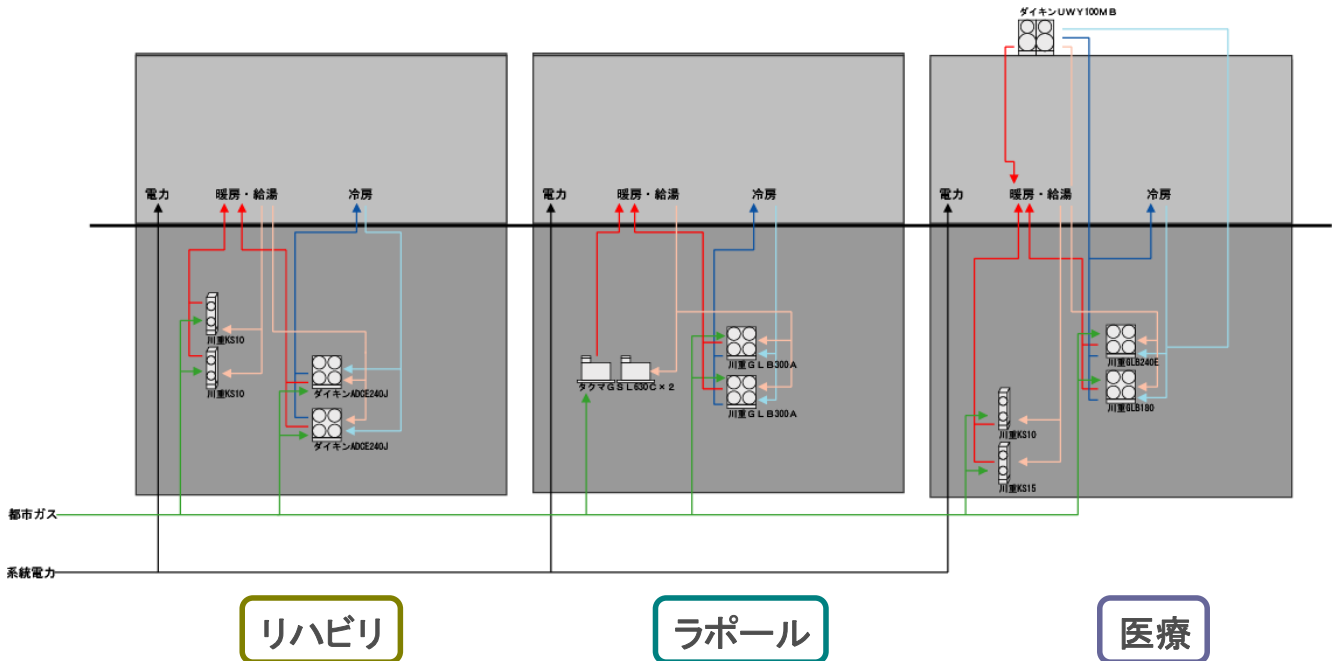 ダイキンUWY100MB
電力
暖房・給湯
冷房
電力
暖房・給湯
冷房
電力
暖房・給湯
冷房
川重KS10
川重KS10
ダイキンADCE240J
ダイキンADCE240J
タクマGSL630C×2
川重GLB300A
川重GLB300A
川重GLB240E
川重GLB180
川重KS10
川重KS15
都市ガス
系統電力
リハビリ
ラポール
医療